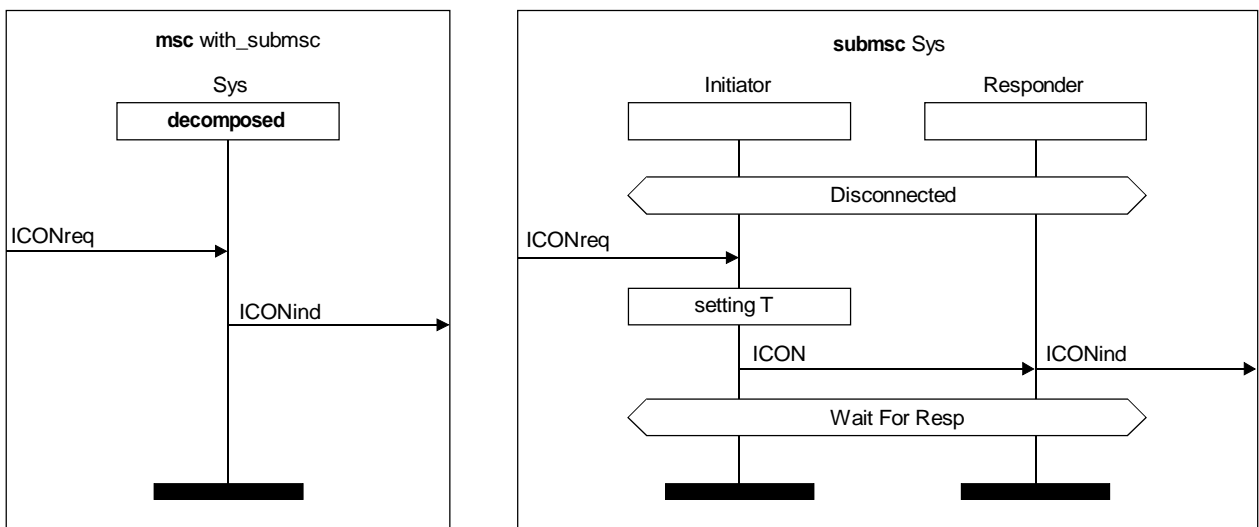 msc with_submsc
Sys
decomposed
ICONreq
ICONind
submsc Sys
Initiator
Responder
Disconnected
ICONreq
setting T
ICON
ICONind
Wait For Resp